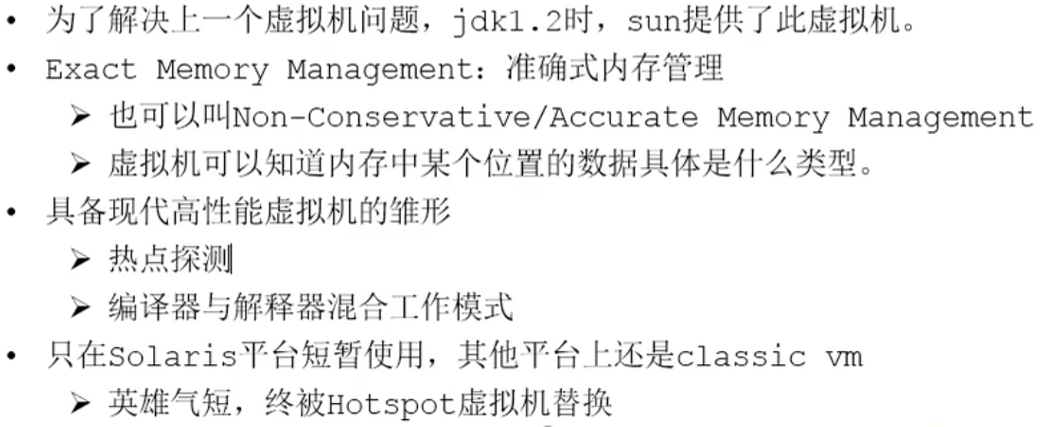 • 为了解决上一个虚拟机问题，jdk1.2时，sun提供了此虚拟机。
• Exact Memory Management：准确式内存管理
➢ 也可以叫Non-Conservative/Accurate Memory Management
➢ 虚拟机可以知道内存中某个位置的数据具体是什么类型。
• 具备现代高性能虚拟机的雏形
➢ 热点探测
➢ 编译器与解释器混合工作模式
• 只在Solaris平台短暂使用，其他平台上还是classic vm
➢ 英雄气短，终被Hotspot虚拟机替换